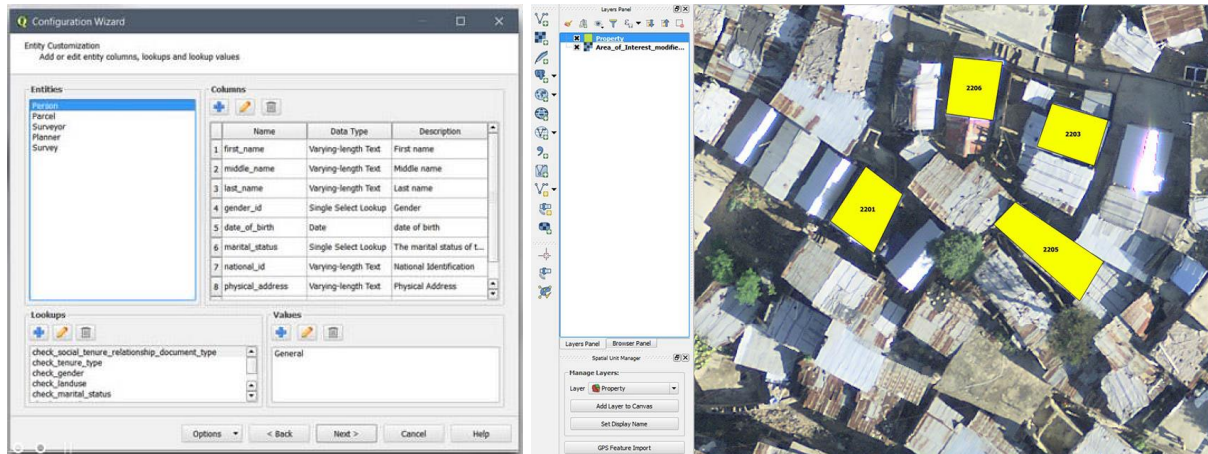 Configuration Wizard
Entity Customization
Add or edit entity columns, lookups and lookup values
Entities
Person
Parcel
Surveyor
Planner
Survey
Columns
Name Data Type Description
1 first_name Varying-length Text First name
2 middle_name Varying-length Text Middle name
3 last_name Varying-length Text Last name
4 gender_id Single Select Lookup Gender
5 date_of_birth Date date of birth
6 marital_status Single Select Lookup The marital status of t...
7 national_id Varying-length Text National Identification
8 physical_address Varying-length Text Physical Address
Lookups
check_social_tenure_relationship_document_type
check_tenure_type
check_gender
check_landuse
check_marital_status
Values
General
Options < Back Next > Cancel Help
Layers Panel
Property
Area_of_Interest_modifie...
Layers Panel Browser Panel
Spatial Unit Manager
Manage Layers:
Layer Property
Add Layer to Canvas
Set Display Name
GPS Feature Import
2206
2203
2201
2205